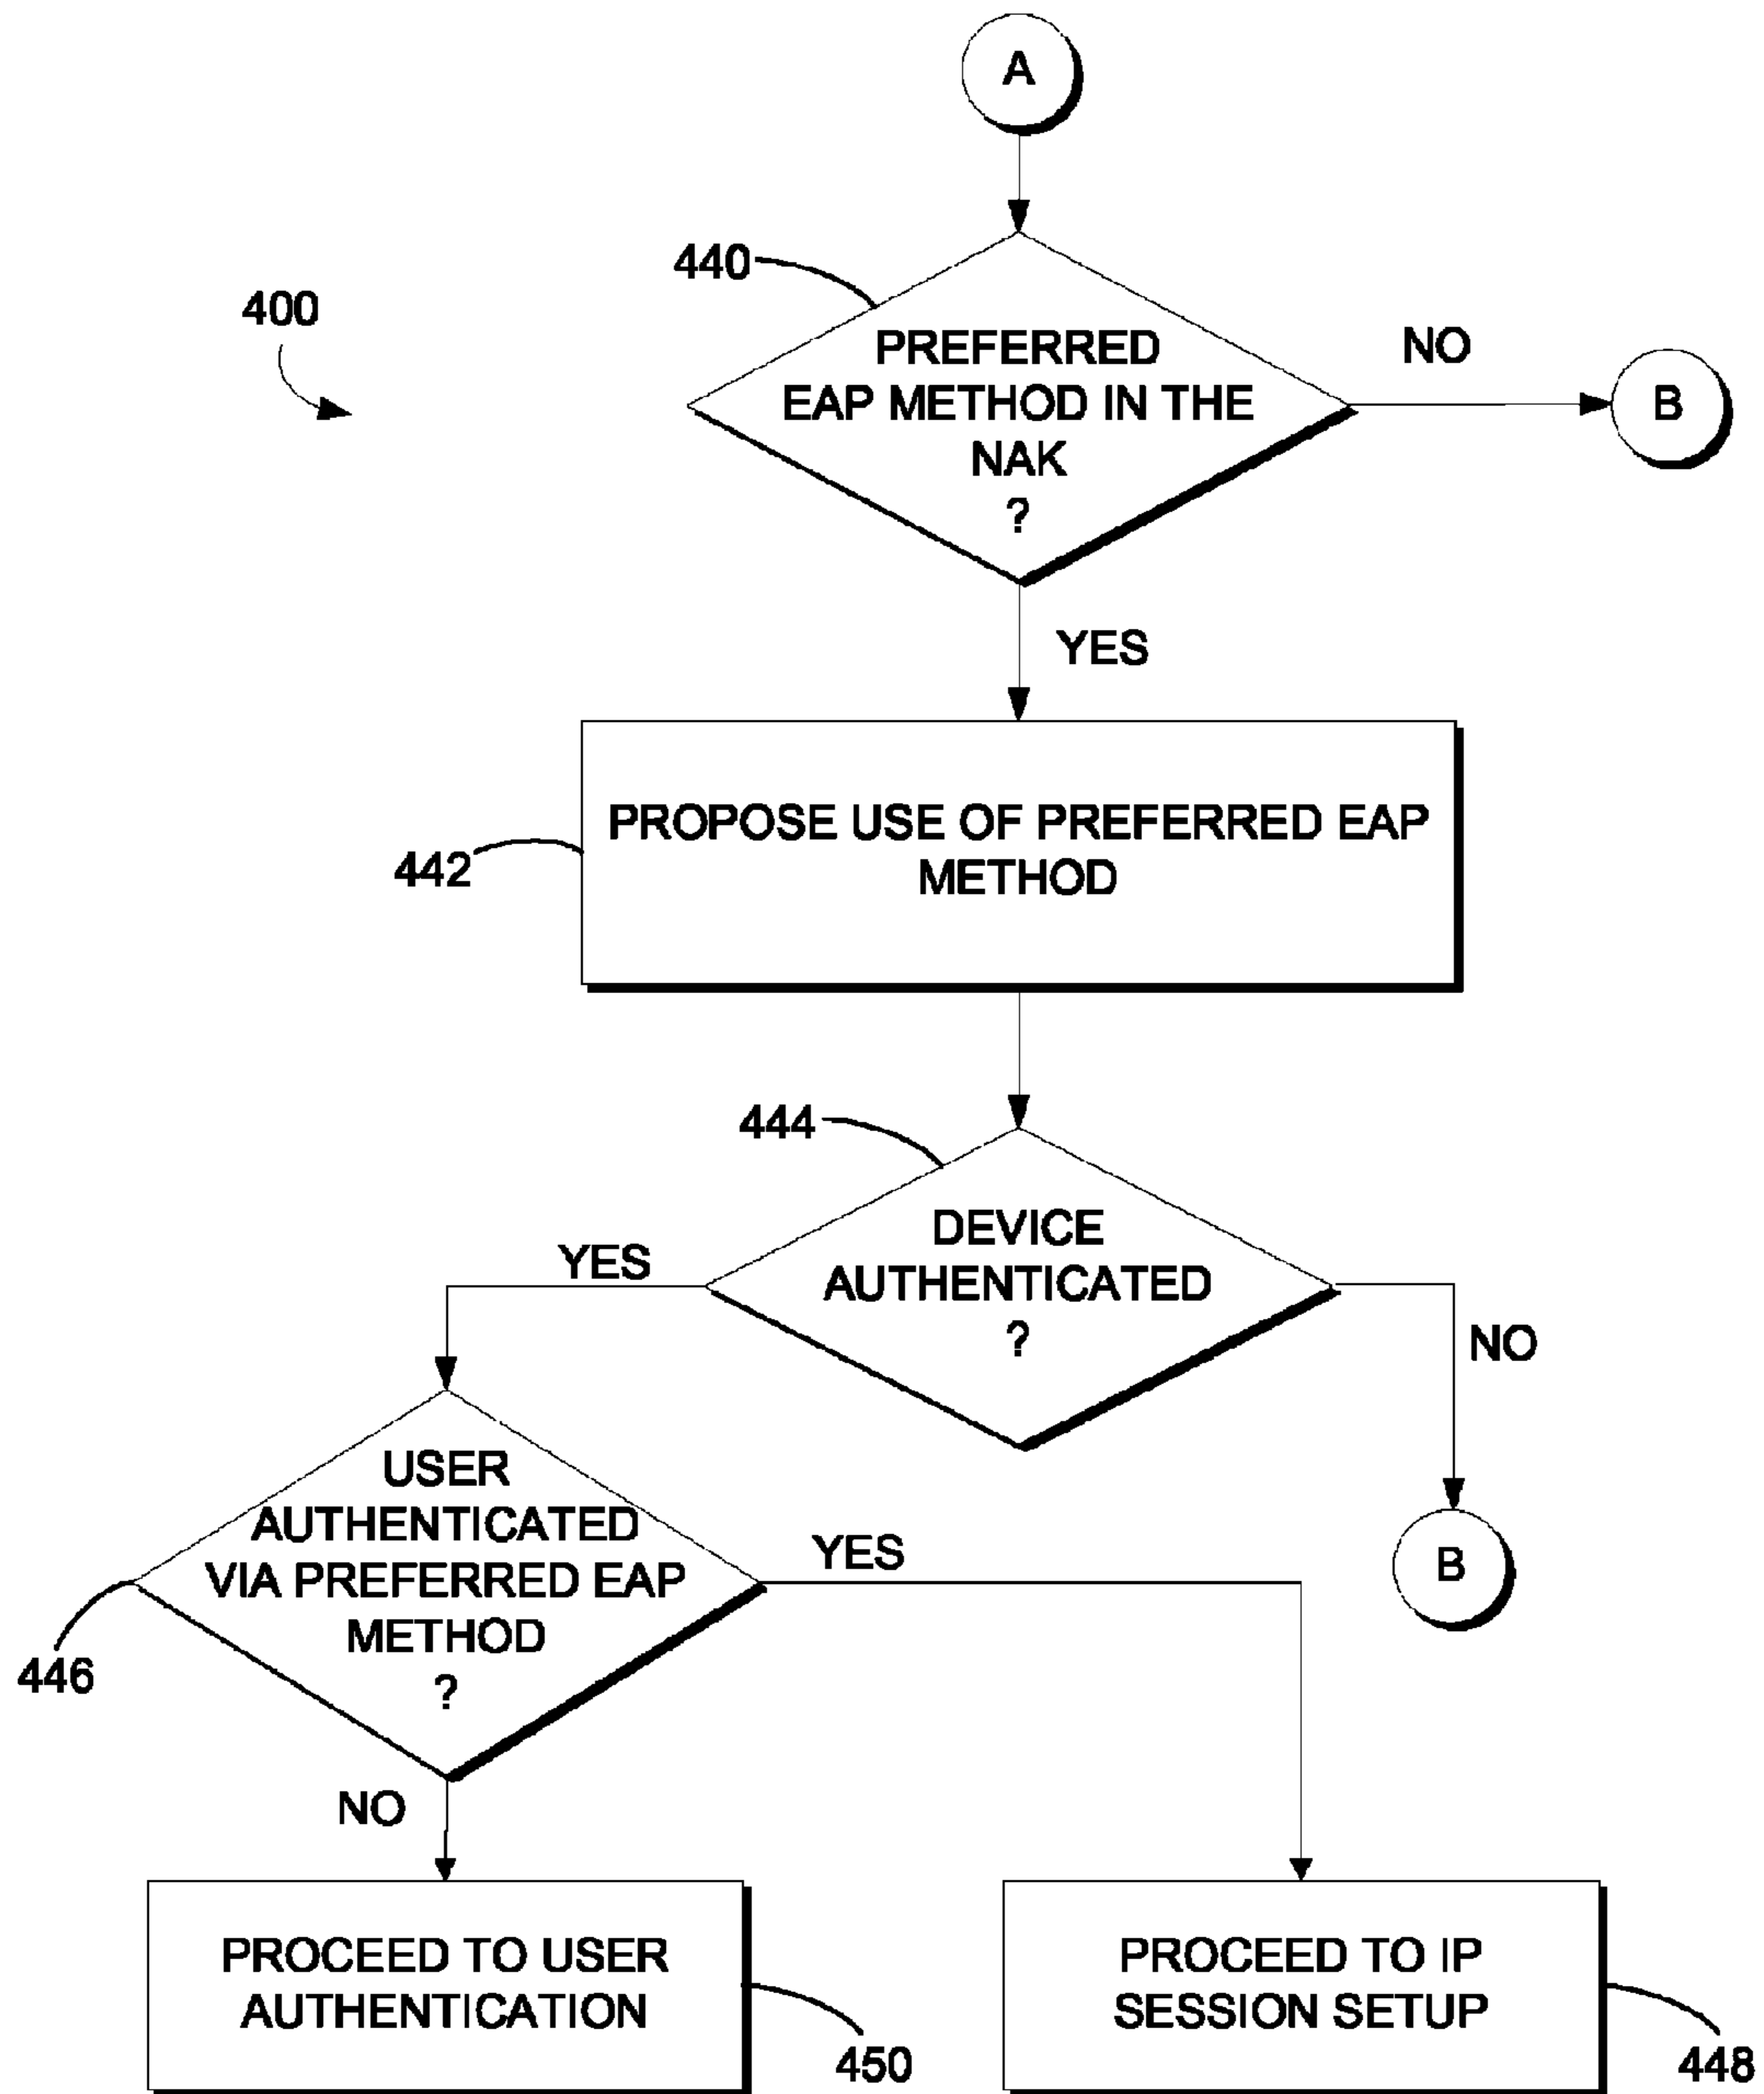 A
440
400
PREFERRED
EAP METHOD IN THE
NAK
?
NO
B
YES
442
PROPOSE USE OF PREFERRED EAP
METHOD
444
DEVICE
AUTHENTICATED
?
YES
NO
B
446
USER
AUTHENTICATED
VIA PREFERRED EAP
METHOD
?
YES
NO
PROCEED TO USER
AUTHENTICATION
450
PROCEED TO IP
SESSION SETUP
448